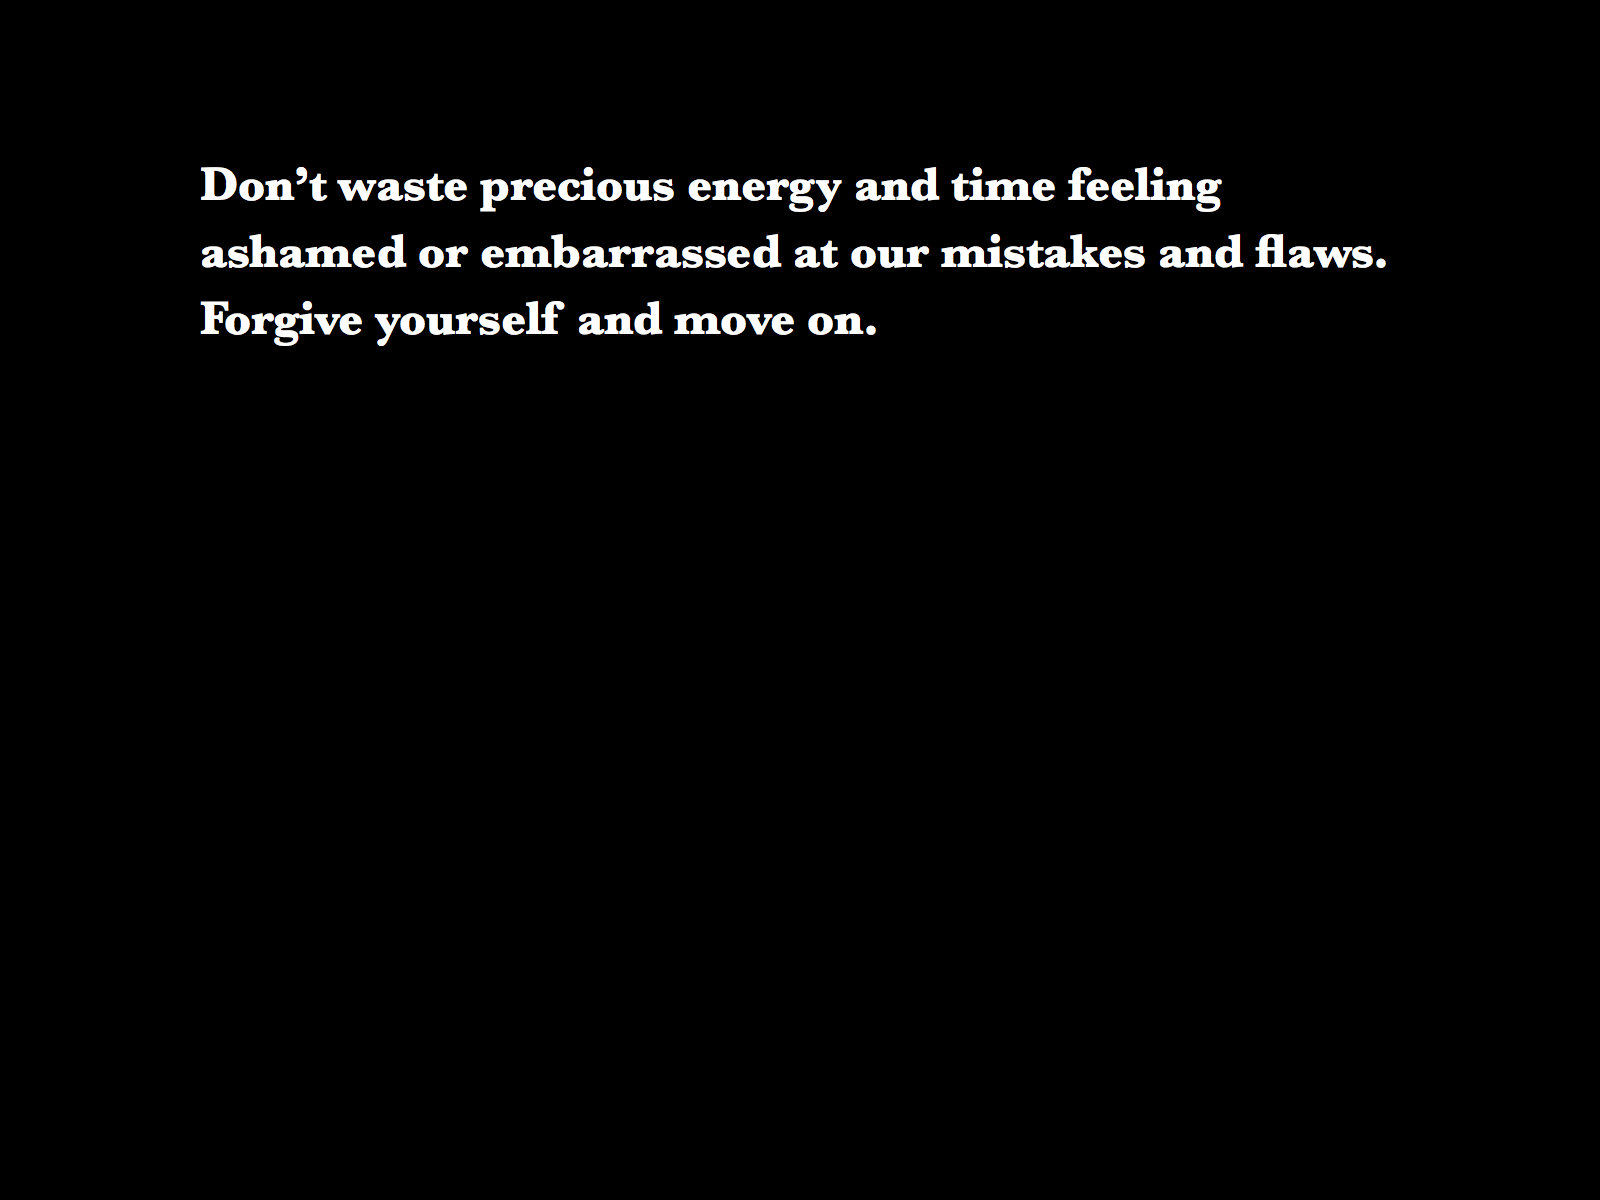 Don’t waste precious energy and time feeling
ashamed or embarrassed at our mistakes and flaws.
Forgive yourself and move on.